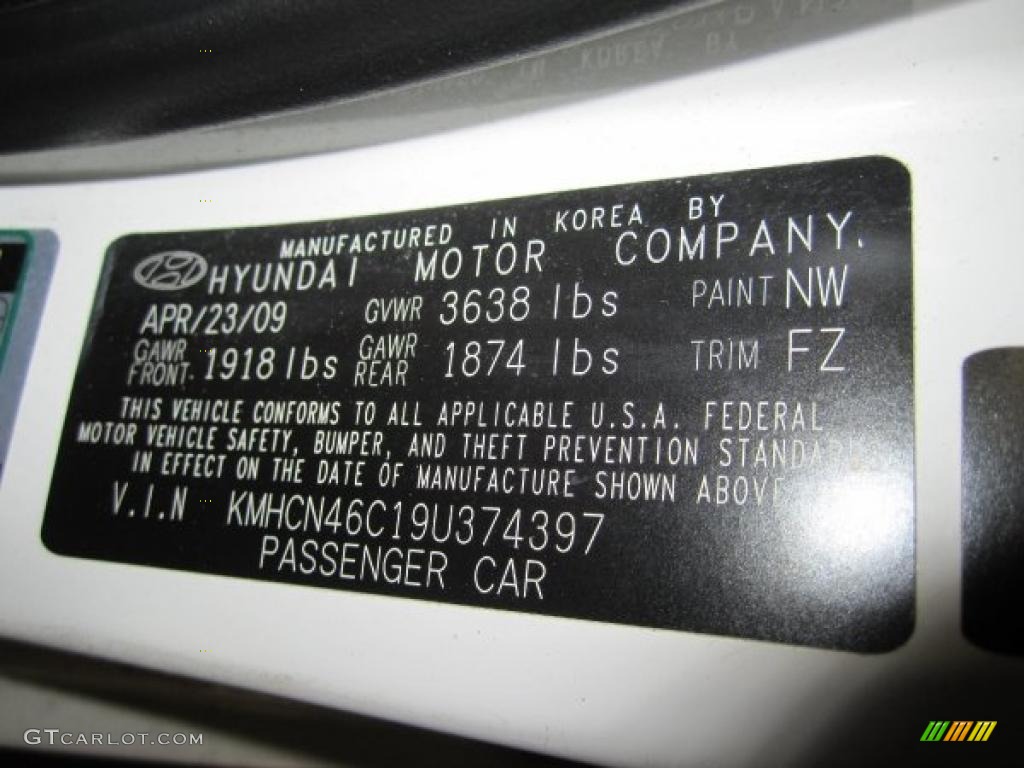 MANUFACTURED IN KOREA BY
HYUNDAI MOTOR COMPANY.
APR/23/09 GVWR 3638 lbs PAINT NW
GAWR FRONT. 1918 lbs GAWR REAR 1874 lbs TRIM FZ
THIS VEHICLE CONFORMS TO ALL APPLICABLE U.S.A. FEDERAL
MOTOR VEHICLE SAFETY, BUMPER, AND THEFT PREVENTION STANDARDS
IN EFFECT ON THE DATE OF MANUFACTURE SHOWN ABOVE
V.I.N KMHCN46C19U374397
PASSENGER CAR
GTCARLOT.COM